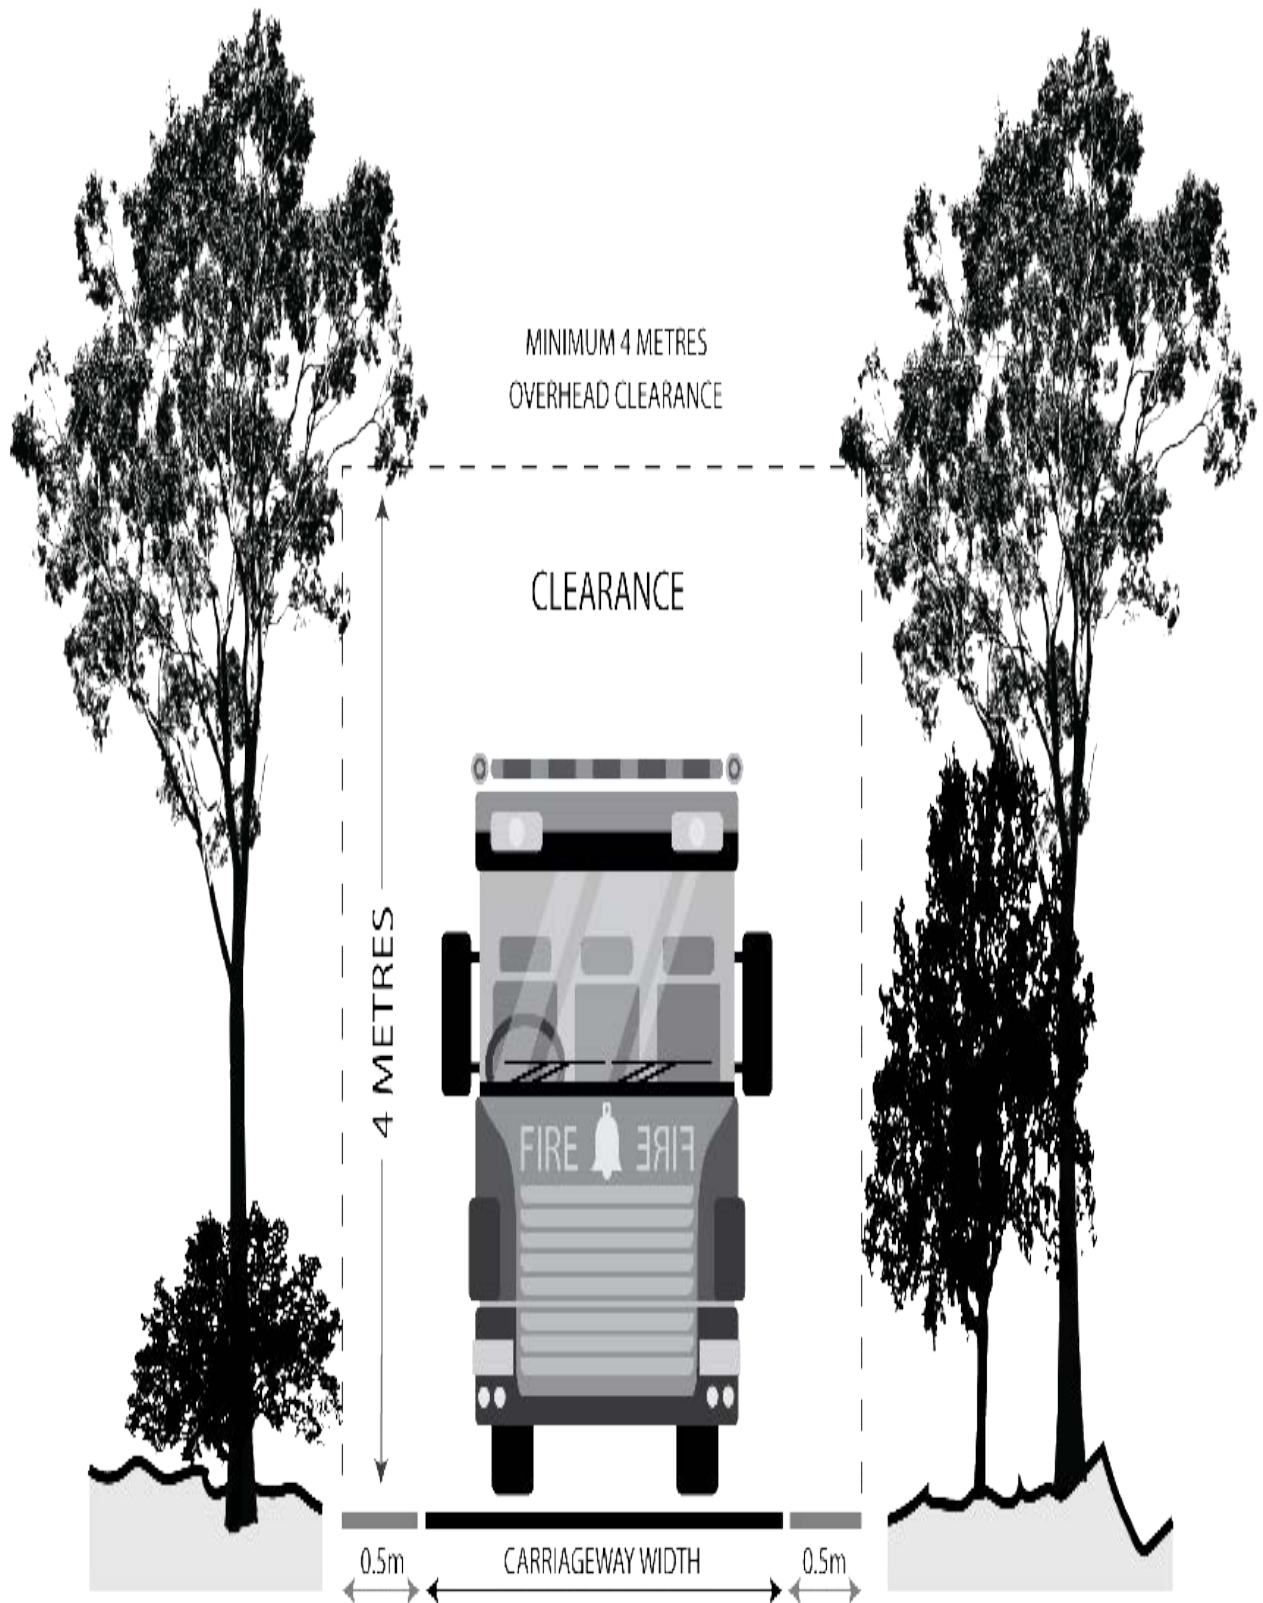 MINIMUM 4 METRES
OVERHEAD CLEARANCE
CLEARANCE
4 METRES
FIRE FIRE
0.5m CARRIAGEWAY WIDTH 0.5m